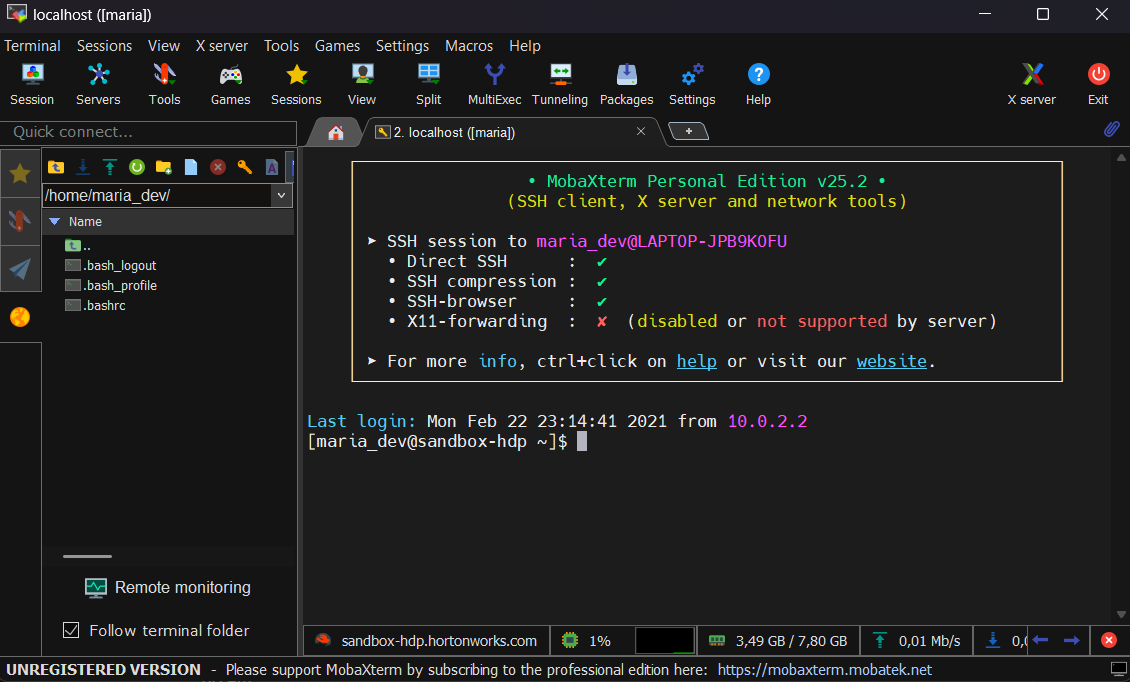 localhost ([maria])
Terminal Sessions View X server Tools Games Settings Macros Help
Session Servers Tools Games Sessions View Split MultiExec Tunneling Packages Settings Help X server Exit
Quick connect...
2. localhost ([maria])
/home/maria_dev/
Name
..
.bash_logout
.bash_profile
.bashrc
Remote monitoring
Follow terminal folder
• MobaXterm Personal Edition v25.2 •
(SSH client, X server and network tools)
➤ SSH session to maria_dev@LAPTOP-JPB9KOFU
• Direct SSH : ✔
• SSH compression : ✔
• SSH-browser : ✔
• X11-forwarding : ✘ (disabled or not supported by server)
➤ For more info, ctrl+click on help or visit our website.
Last login: Mon Feb 22 23:14:41 2021 from 10.0.2.2
[maria_dev@sandbox-hdp ~]$
sandbox-hdp.hortonworks.com 1% 3,49 GB / 7,80 GB 0,01 Mb/s
UNREGISTERED VERSION - Please support MobaXterm by subscribing to the professional edition here: https://mobaxterm.mobatek.net